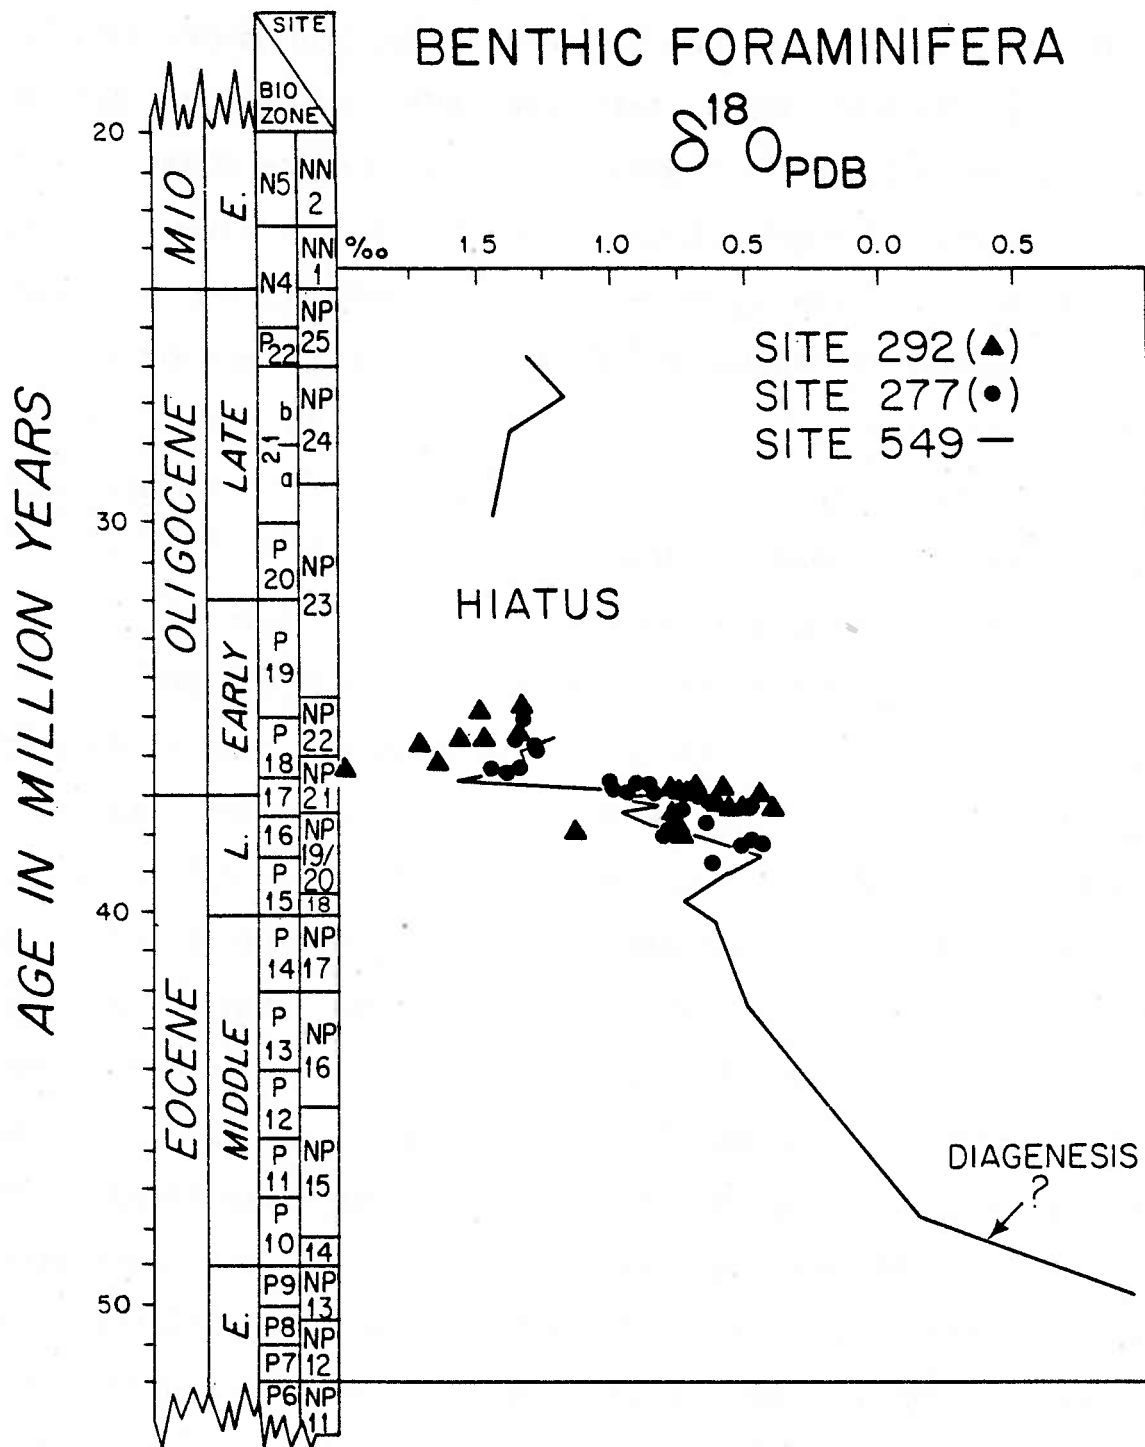 BENTHIC FORAMINIFERA
δ18O PDB
SITE
BIO
ZONE
AGE IN MILLION YEARS
20
30
40
50
MIO
OLIGOCENE
EOCENE
E.
LATE
EARLY
L.
MIDDLE
E.
N5
N4
P22
b
21
a
P
20
P
19
P
18
17
16
P
15
P
14
P
13
P
12
P
11
P
10
P9
P8
P7
P6
NN
2
NN
1
NP
25
NP
24
NP
23
NP
22
NP
21
NP
19/
20
18
NP
17
NP
16
NP
15
14
NP
13
NP
12
NP
11
‰ 1.5 1.0 0.5 0.0 0.5
SITE 292 (▲)
SITE 277 (●)
SITE 549 —
HIATUS
DIAGENESIS
?